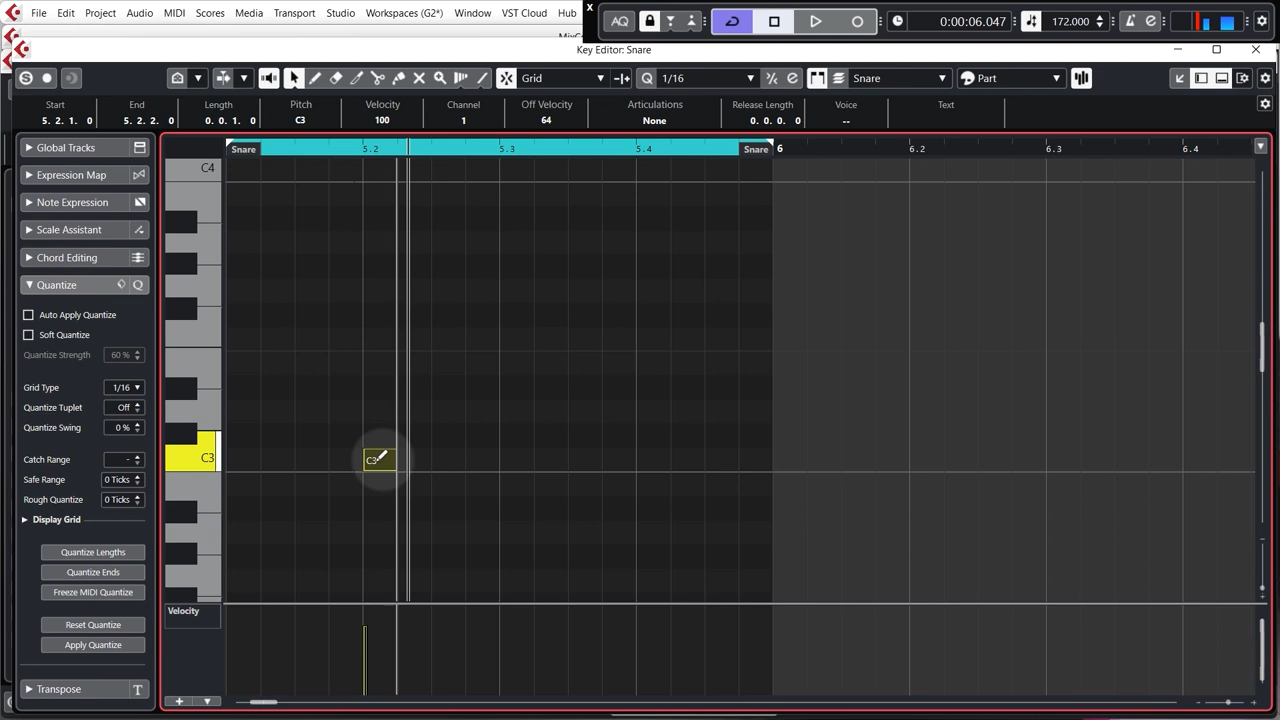 File Edit Project Audio MIDI Scores Media Transport Studio Workspaces (G2*) Window VST Cloud Hub
x
AQ
0:00:06.047
172.000
Key Editor: Snare
Grid
Q 1/16
Snare
Part
Start End Length Pitch Velocity Channel Off Velocity Articulations Release Length Voice Text
5. 2. 1. 0 5. 2. 2. 0 0. 0. 1. 0 C3 100 1 64 None 0. 0. 0. 0 --
Global Tracks
Expression Map
Note Expression
Scale Assistant
Chord Editing
Quantize Q
Auto Apply Quantize
Soft Quantize
Quantize Strength 60 %
Grid Type 1/16
Quantize Tuplet Off
Quantize Swing 0 %
Catch Range -
Safe Range 0 Ticks
Rough Quantize 0 Ticks
Display Grid
Quantize Lengths
Quantize Ends
Freeze MIDI Quantize
Reset Quantize
Apply Quantize
Transpose T
Snare 5.2 5.3 5.4 Snare 6 6.2 6.3 6.4
C4
C3
C3
Velocity